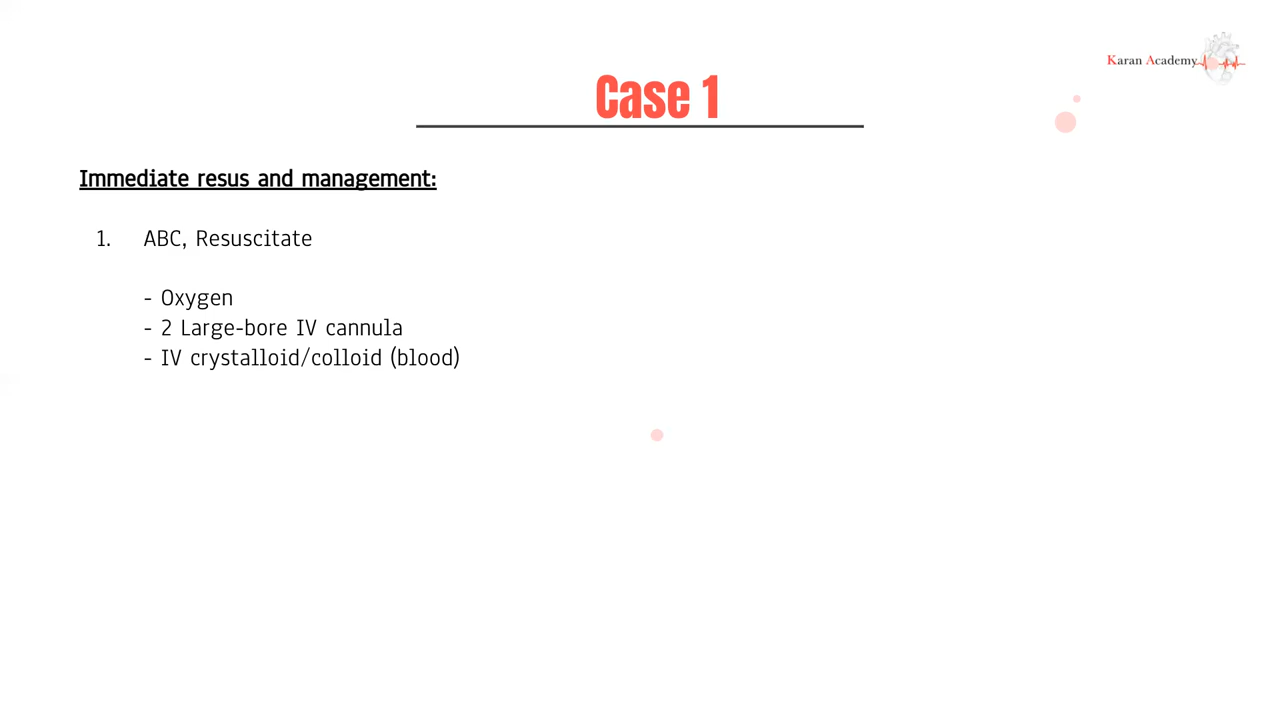 Karan Academy
Case 1
Immediate resus and management:
1. ABC, Resuscitate
- Oxygen
- 2 Large-bore IV cannula
- IV crystalloid/colloid (blood)